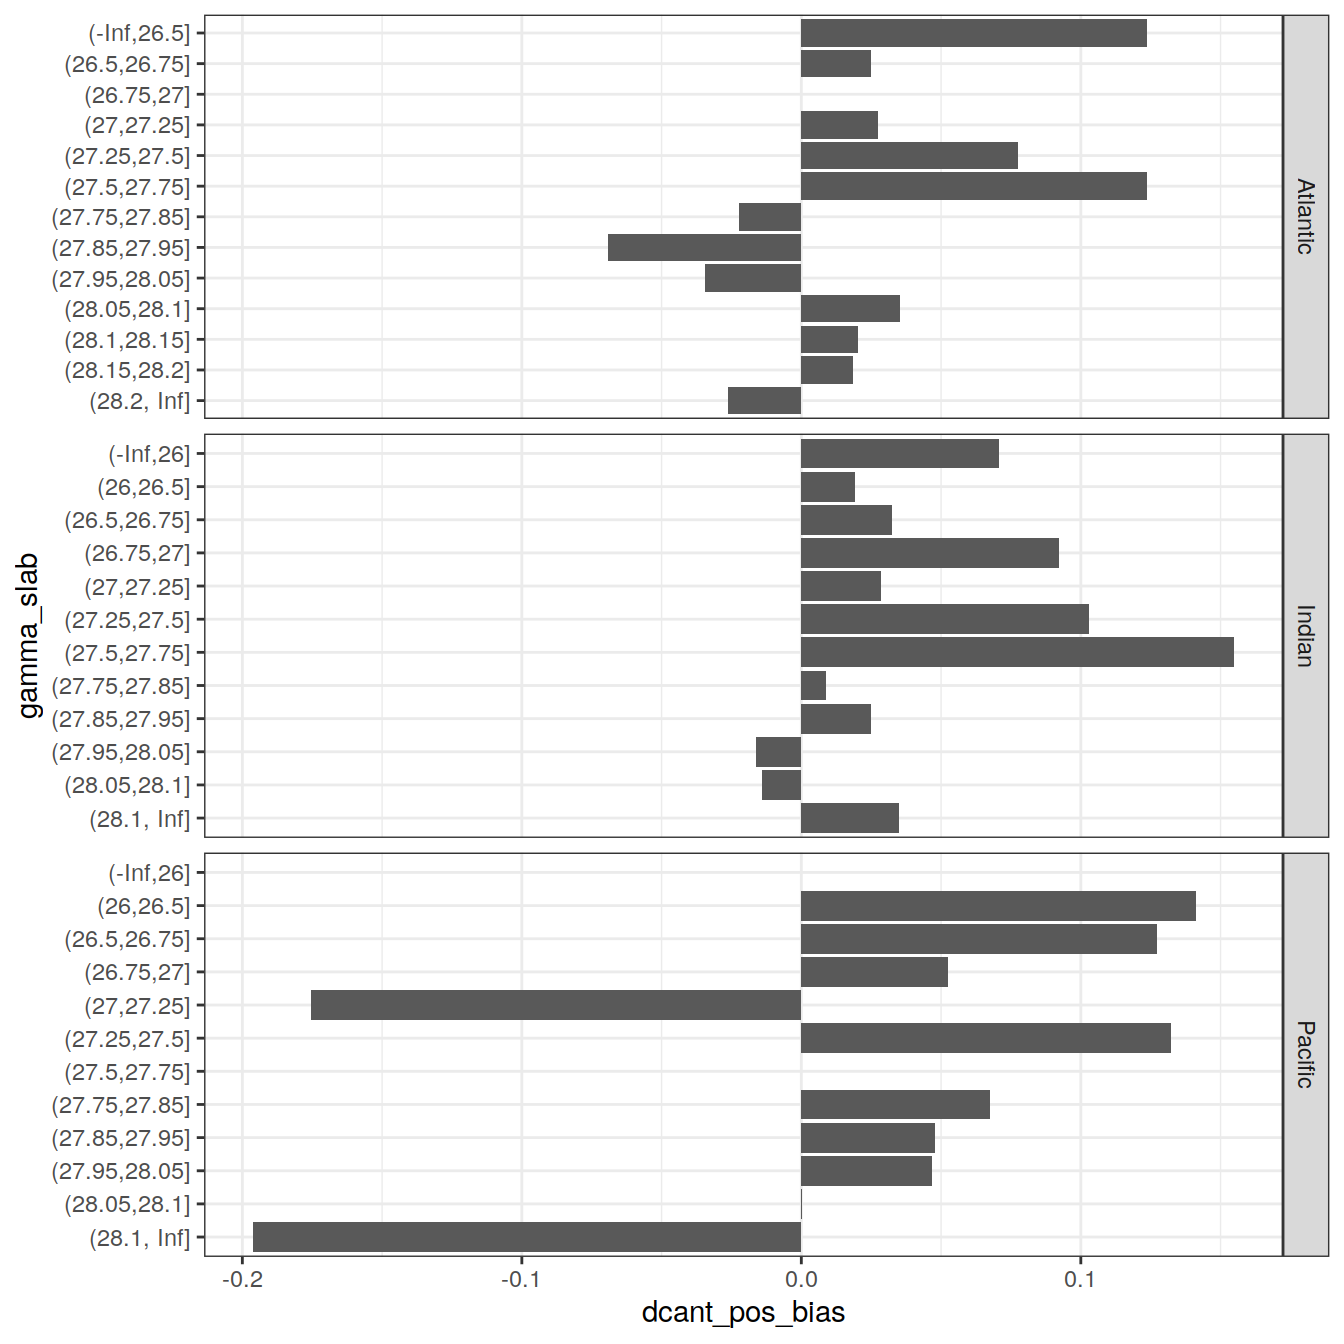 (-Inf,26.5]
(26.5,26.75]
(26.75,27]
(27,27.25]
(27.25,27.5]
(27.5,27.75]
(27.75,27.85]
(27.85,27.95]
(27.95,28.05]
(28.05,28.1]
(28.1,28.15]
(28.15,28.2]
(28.2, Inf]
Atlantic
(-Inf,26]
(26,26.5]
(26.5,26.75]
(26.75,27]
(27,27.25]
(27.25,27.5]
(27.5,27.75]
(27.75,27.85]
(27.85,27.95]
(27.95,28.05]
(28.05,28.1]
(28.1, Inf]
Indian
gamma_slab
(-Inf,26]
(26,26.5]
(26.5,26.75]
(26.75,27]
(27,27.25]
(27.25,27.5]
(27.5,27.75]
(27.75,27.85]
(27.85,27.95]
(27.95,28.05]
(28.05,28.1]
(28.1, Inf]
Pacific
-0.2 -0.1 0.0 0.1
dcant_pos_bias